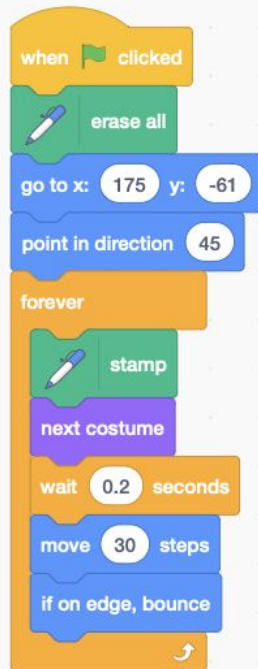 when clicked
erase all
go to x: 175 y: -61
point in direction 45
forever
stamp
next costume
wait 0.2 seconds
move 30 steps
if on edge, bounce